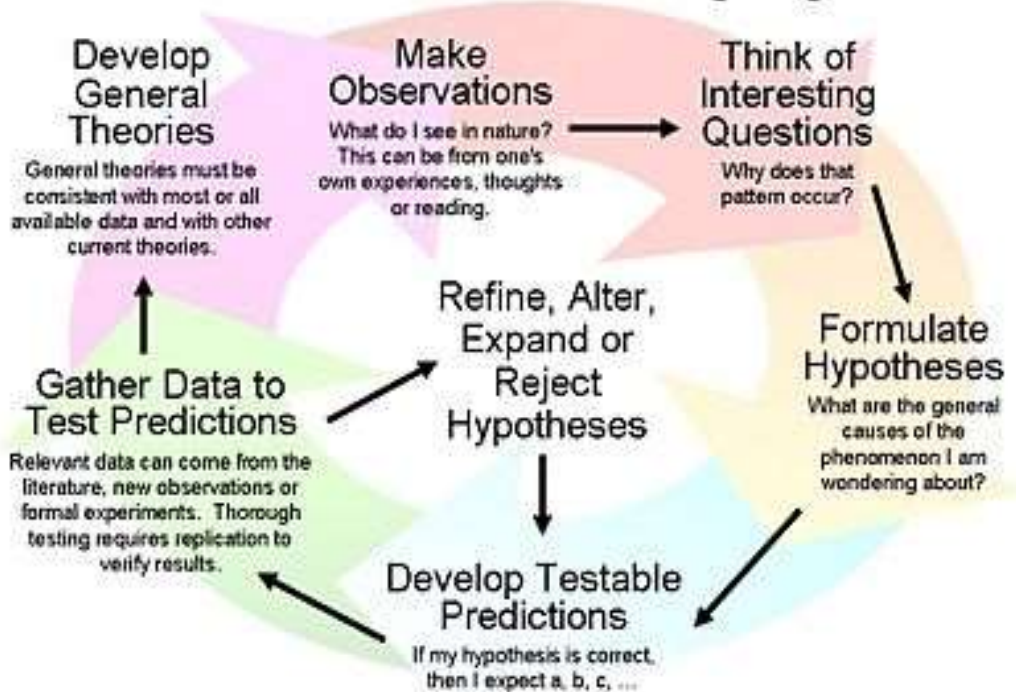 Make
Observations
What do I see in nature?
This can be from one's
own experiences, thoughts
or reading.
Think of
Interesting
Questions
Why does that
pattern occur?
Formulate
Hypotheses
What are the general
causes of the
phenomenon I am
wondering about?
Develop Testable
Predictions
If my hypothesis is correct,
then I expect a, b, c, ...
Gather Data to
Test Predictions
Relevant data can come from the
literature, new observations or
formal experiments. Thorough
testing requires replication to
verify results.
Refine, Alter,
Expand or
Reject
Hypotheses
Develop
General
Theories
General theories must be
consistent with most or all
available data and with other
current theories.